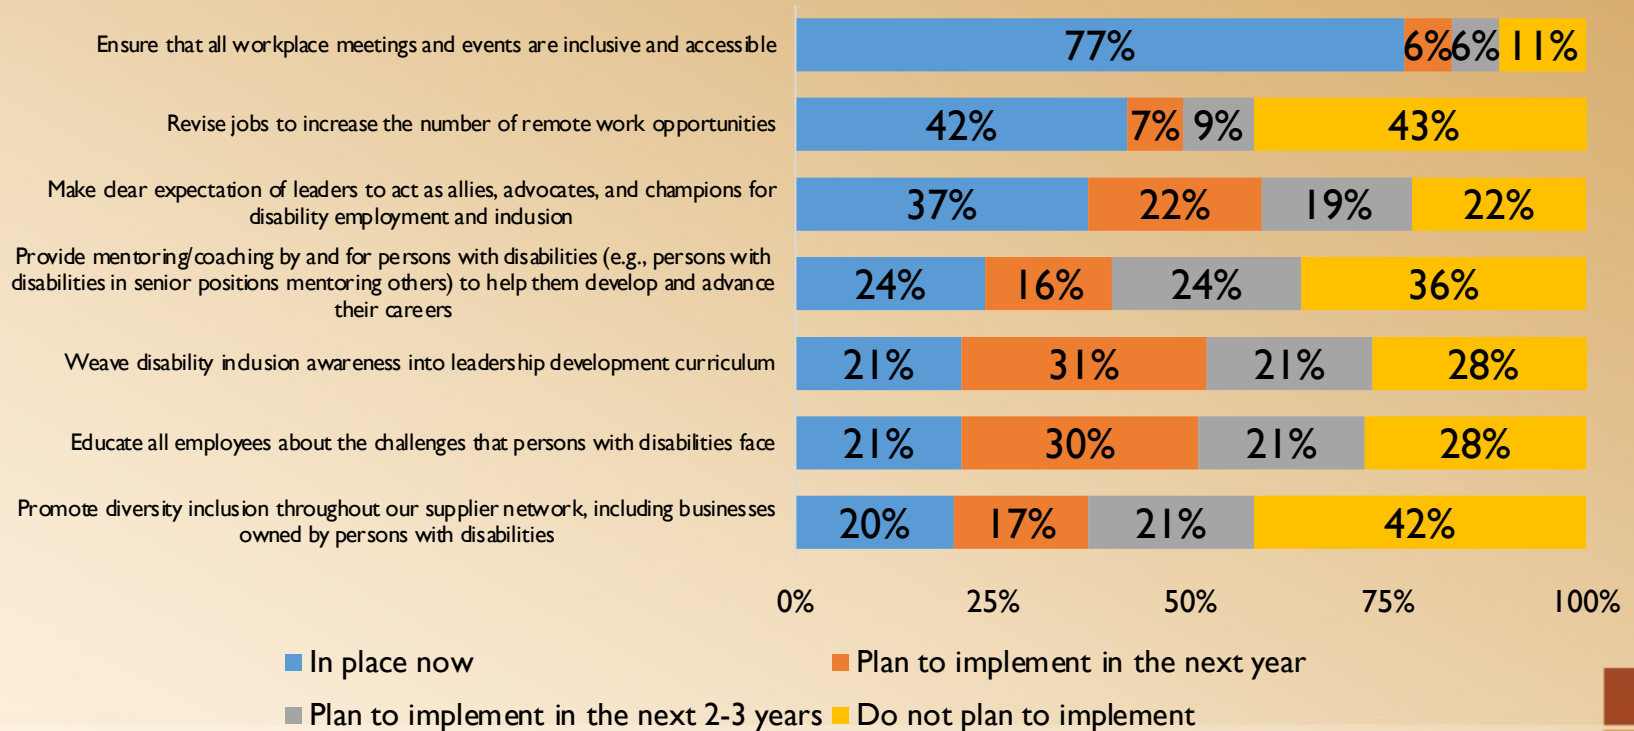 Ensure that all workplace meetings and events are inclusive and accessible
77% 6% 6% 11%
Revise jobs to increase the number of remote work opportunities
42% 7% 9% 43%
Make clear expectation of leaders to act as allies, advocates, and champions for
disability employment and inclusion
37% 22% 19% 22%
Provide mentoring/coaching by and for persons with disabilities (e.g., persons with
disabilities in senior positions mentoring others) to help them develop and advance
their careers
24% 16% 24% 36%
Weave disability inclusion awareness into leadership development curriculum
21% 31% 21% 28%
Educate all employees about the challenges that persons with disabilities face
21% 30% 21% 28%
Promote diversity inclusion throughout our supplier network, including businesses
owned by persons with disabilities
20% 17% 21% 42%
0% 25% 50% 75% 100%
In place now
Plan to implement in the next year
Plan to implement in the next 2-3 years
Do not plan to implement